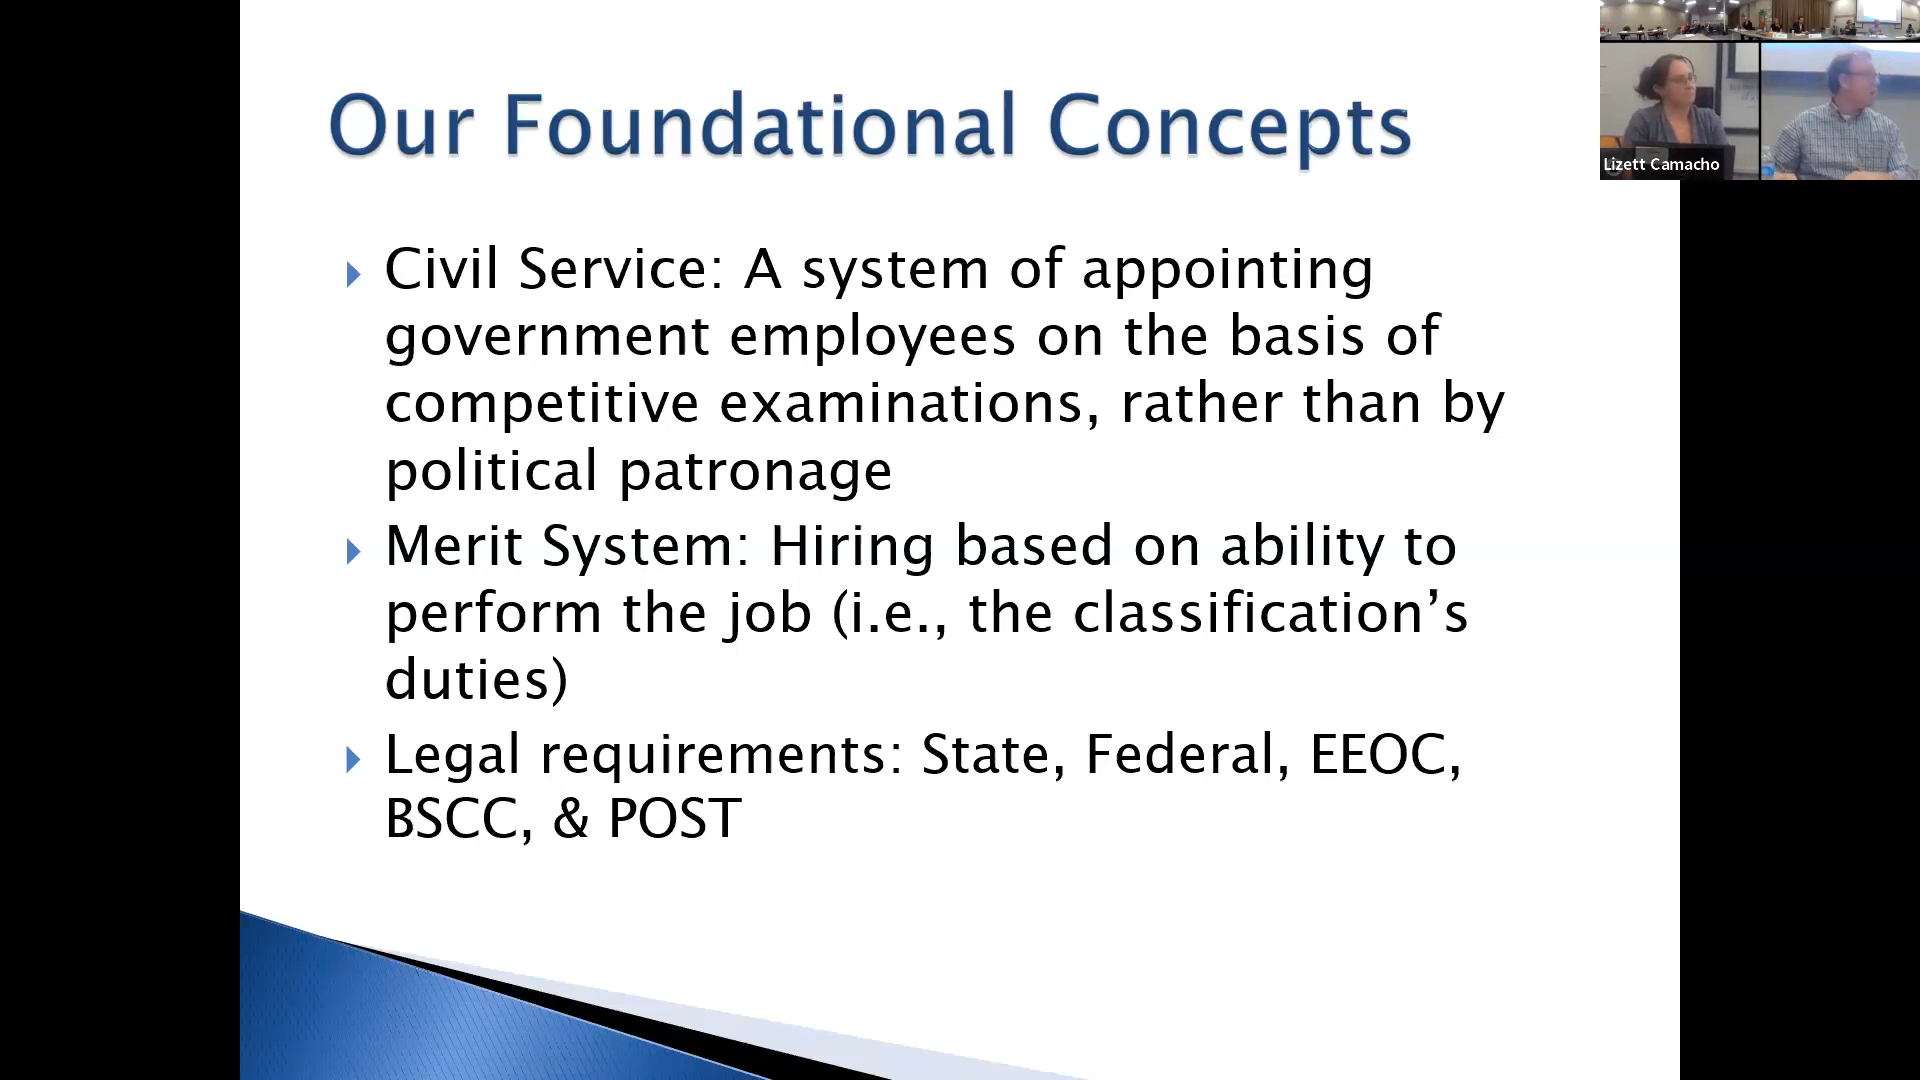 Our Foundational Concepts
Civil Service: A system of appointing
government employees on the basis of
competitive examinations, rather than by
political patronage
Merit System: Hiring based on ability to
perform the job (i.e., the classification’s
duties)
Legal requirements: State, Federal, EEOC,
BSCC, & POST
Lizett Camacho